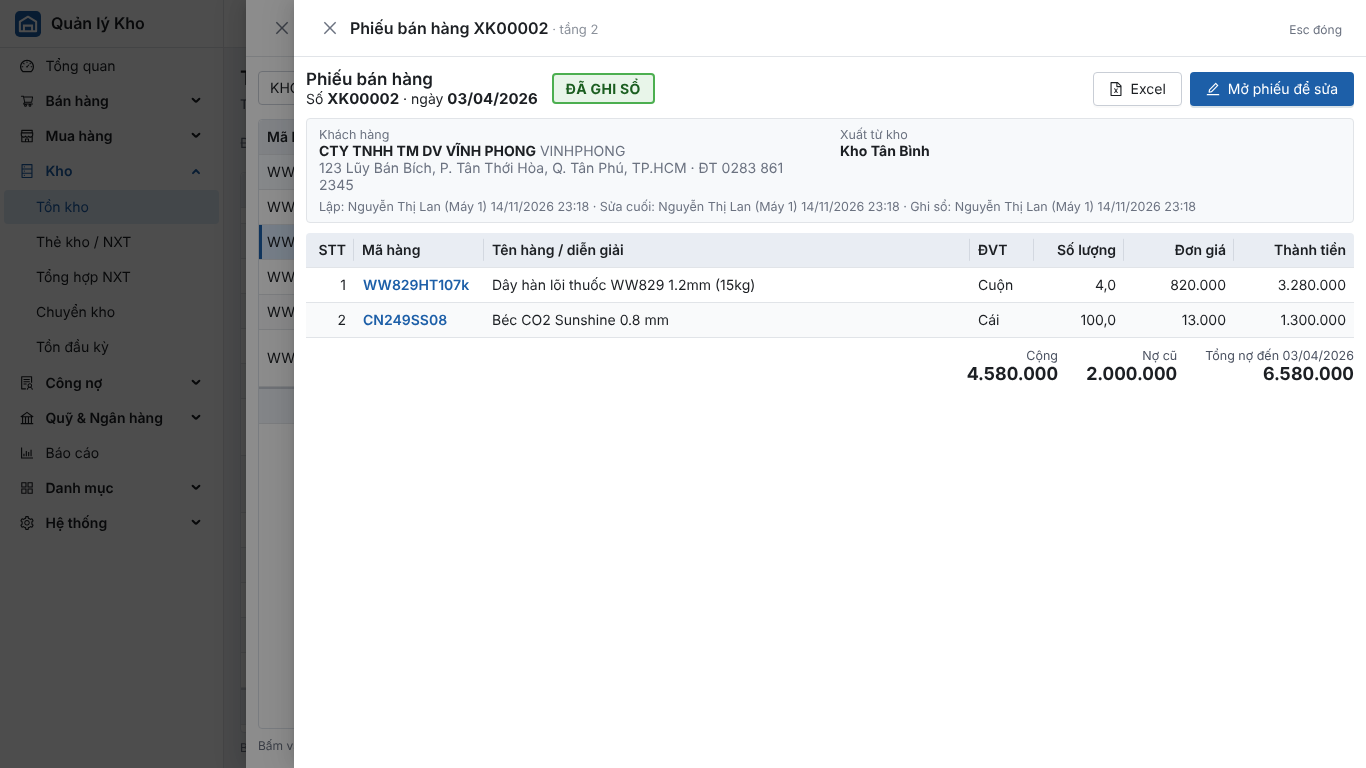 Quản lý Kho
Tổng quan
Bán hàng
Mua hàng
Kho
Tồn kho
Thẻ kho / NXT
Tổng hợp NXT
Chuyển kho
Tồn đầu kỳ
Công nợ
Quỹ & Ngân hàng
Báo cáo
Danh mục
Hệ thống
KHO
Mã
WW
WW
WW
WW
WW
WW
Bấm v
Phiếu bán hàng XK00002 · tầng 2
Esc đóng
Phiếu bán hàng
Số XK00002 · ngày 03/04/2026
ĐÃ GHI SỔ
Excel
Mở phiếu để sửa
Khách hàng
CTY TNHH TM DV VĨNH PHONG VINHPHONG
123 Lũy Bán Bích, P. Tân Thới Hòa, Q. Tân Phú, TP.HCM · ĐT 0283 861
2345
Xuất từ kho
Kho Tân Bình
Lập: Nguyễn Thị Lan (Máy 1) 14/11/2026 23:18 · Sửa cuối: Nguyễn Thị Lan (Máy 1) 14/11/2026 23:18 · Ghi sổ: Nguyễn Thị Lan (Máy 1) 14/11/2026 23:18
STT Mã hàng Tên hàng / diễn giải ĐVT Số lượng Đơn giá Thành tiền
1 WW829HT107k Dây hàn lõi thuốc WW829 1.2mm (15kg) Cuộn 4,0 820.000 3.280.000
2 CN249SS08 Béc CO2 Sunshine 0.8 mm Cái 100,0 13.000 1.300.000
Cộng Nợ cũ Tổng nợ đến 03/04/2026
4.580.000 2.000.000 6.580.000